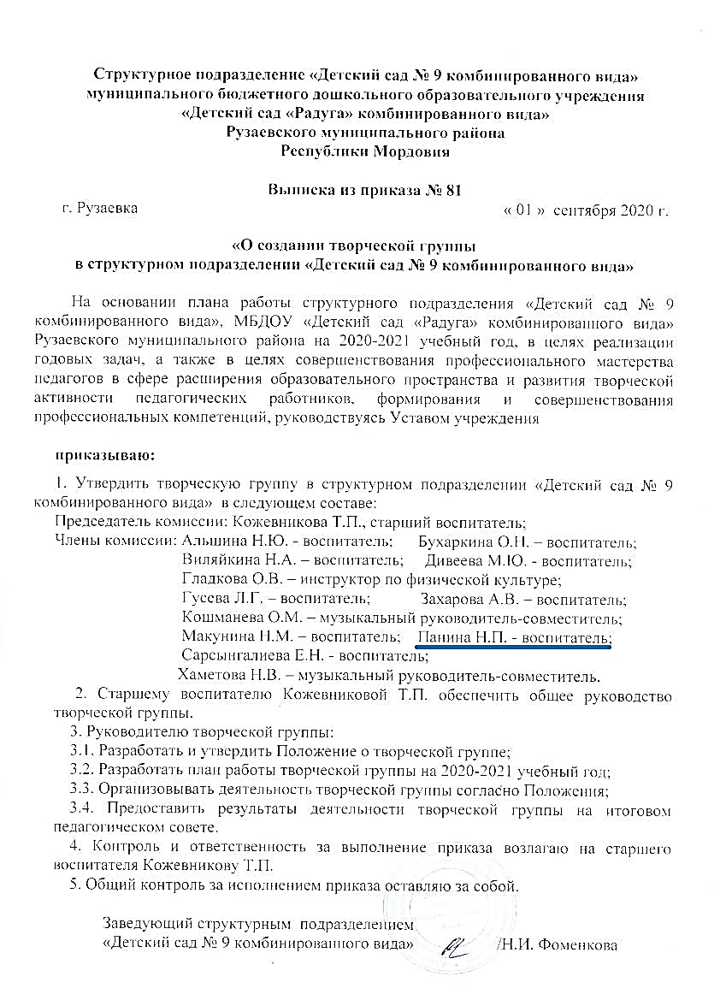 Структурное подразделение «Детский сад № 9 комбинированного вида»
муниципального бюджетного дошкольного образовательного учреждения
«Детский сад «Радуга» комбинированного вида»
Рузаевского муниципального района
Республики Мордовия
Выписка из приказа № 81
г. Рузаевка « 01 » сентября 2020 г.
«О создании творческой группы
в структурном подразделении «Детский сад № 9 комбинированного вида»
На основании плана работы структурного подразделения «Детский сад № 9
комбинированного вида», МБДОУ «Детский сад «Радуга» комбинированного вида»
Рузаевского муниципального района на 2020-2021 учебный год, в целях реализации
годовых задач, а также в целях совершенствования профессионального мастерства
педагогов в сфере расширения образовательного пространства и развития творческой
активности педагогических работников, формирования и совершенствования
профессиональных компетенций, руководствуясь Уставом учреждения
приказываю:
1. Утвердить творческую группу в структурном подразделении «Детский сад № 9
комбинированного вида» в следующем составе:
Председатель комиссии: Кожевникова Т.П., старший воспитатель;
Члены комиссии: Альшина Н.Ю. - воспитатель; Бухаркина О.Н. – воспитатель;
Виляйкина Н.А. – воспитатель; Дивеева М.Ю. - воспитатель;
Гладкова О.В. – инструктор по физической культуре;
Гусева Л.Г. – воспитатель; Захарова А.В. – воспитатель;
Кошманева О.М. – музыкальный руководитель-совместитель;
Макунина Н.М. – воспитатель; Панина Н.П. - воспитатель;
Сарсынгалиева Е.Н. - воспитатель;
Хаметова Н.В. – музыкальный руководитель-совместитель.
2. Старшему воспитателю Кожевниковой Т.П. обеспечить общее руководство
творческой группы.
3. Руководителю творческой группы:
3.1. Разработать и утвердить Положение о творческой группе;
3.2. Разработать план работы творческой группы на 2020-2021 учебный год;
3.3. Организовывать деятельность творческой группы согласно Положения;
3.4. Предоставить результаты деятельности творческой группы на итоговом
педагогическом совете.
4. Контроль и ответственность за выполнение приказа возлагаю на старшего
воспитателя Кожевникову Т.П.
5. Общий контроль за исполнением приказа оставляю за собой.
Заведующий структурным подразделением
«Детский сад № 9 комбинированного вида» /Н.И. Фоменкова